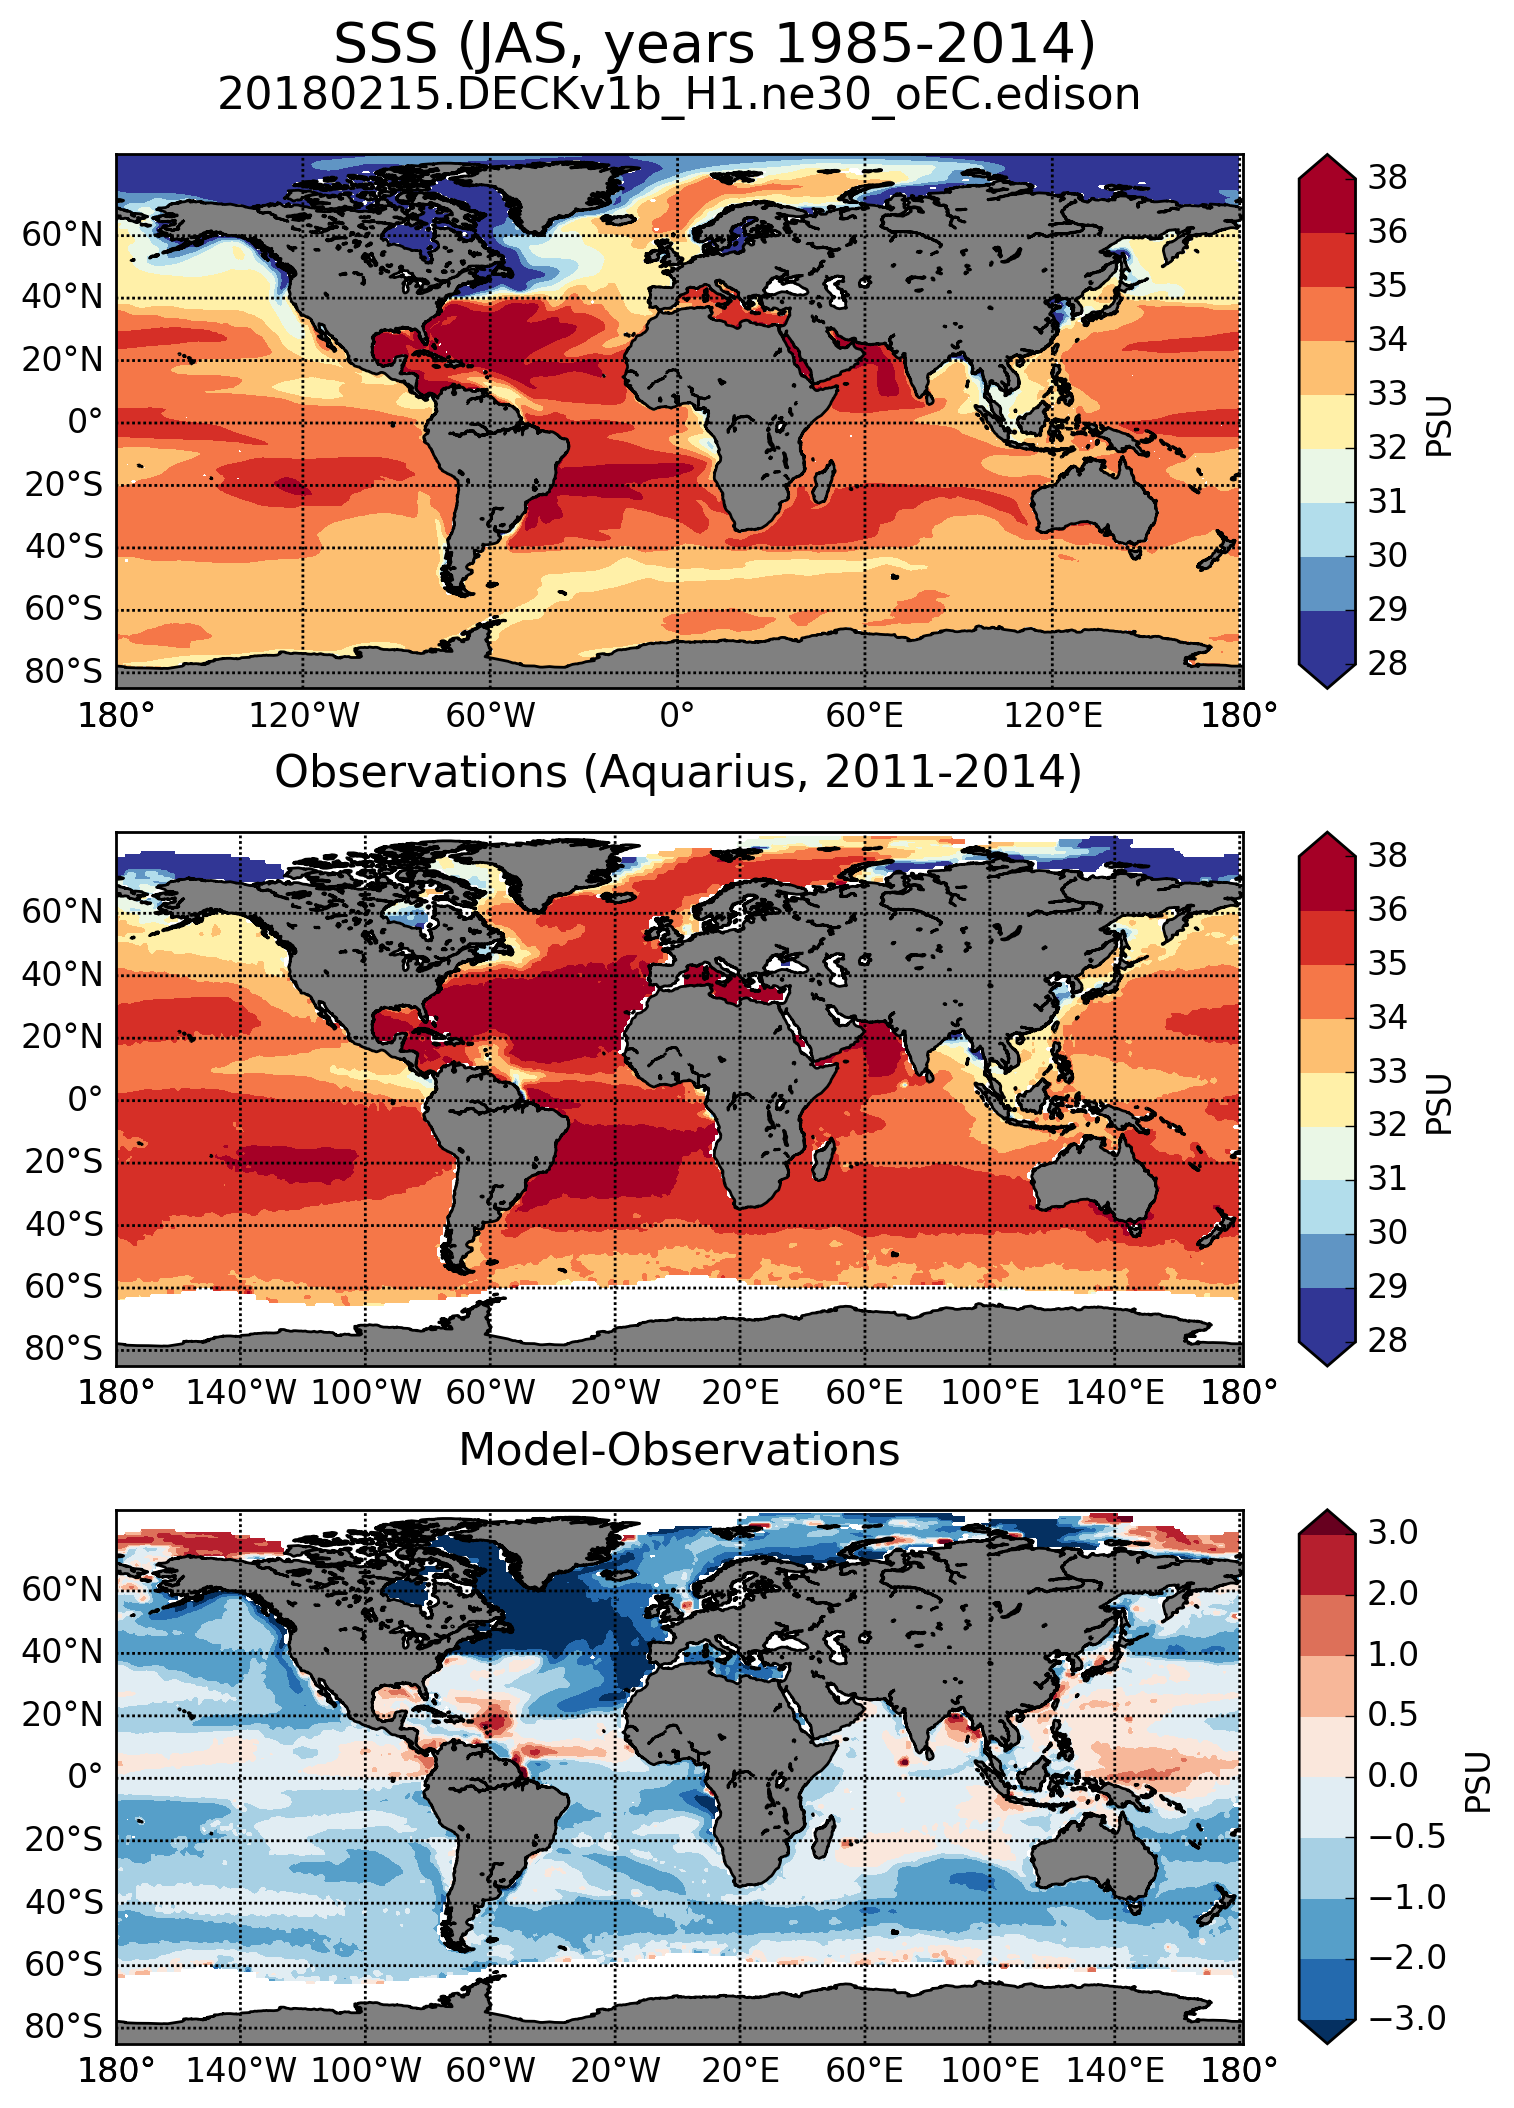 SSS (JAS, years 1985-2014)
20180215.DECKv1b_H1.ne30_oEC.edison
60°N
40°N
20°N
0°
20°S
40°S
60°S
80°S
180° 120°W 60°W 0° 60°E 120°E 180°
38
36
35
34
33
32
31
30
29
28
PSU
Observations (Aquarius, 2011-2014)
60°N
40°N
20°N
0°
20°S
40°S
60°S
80°S
180° 140°W 100°W 60°W 20°W 20°E 60°E 100°E 140°E 180°
38
36
35
34
33
32
31
30
29
28
PSU
Model-Observations
60°N
40°N
20°N
0°
20°S
40°S
60°S
80°S
180° 140°W 100°W 60°W 20°W 20°E 60°E 100°E 140°E 180°
3.0
2.0
1.0
0.5
0.0
−0.5
−1.0
−2.0
−3.0
PSU